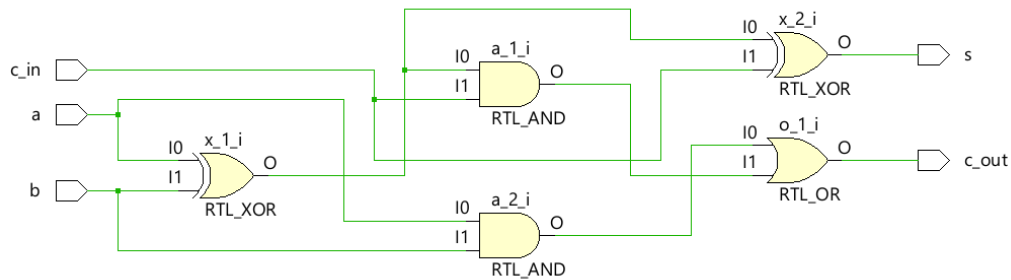 c_in
a
b
I0
I1
x_1_i
O
RTL_XOR
I0
I1
a_1_i
O
RTL_AND
I0
I1
a_2_i
O
RTL_AND
I0
I1
x_2_i
O
RTL_XOR
I0
I1
o_1_i
O
RTL_OR
s
c_out